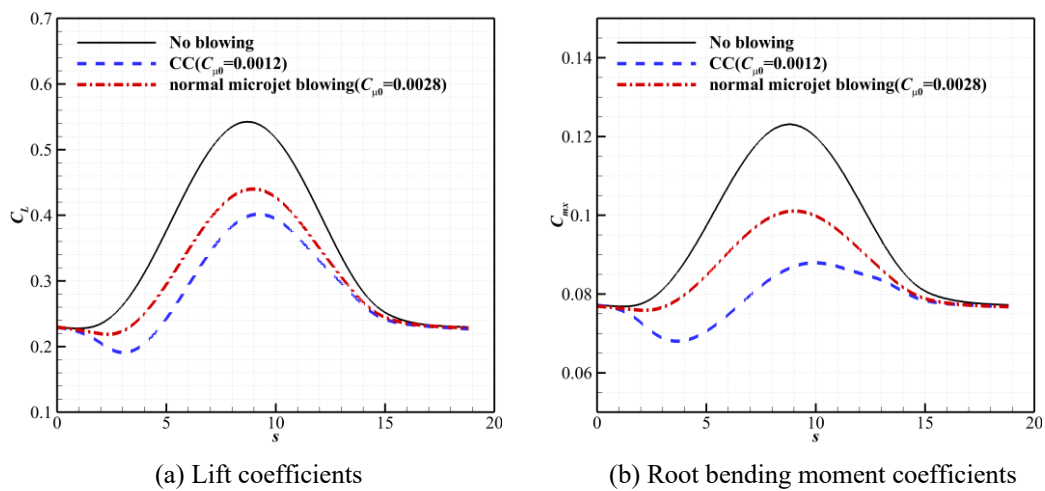 0.7
0.6
0.5
0.4
0.3
0.2
0.1
C_L
No blowing
CC(C_μ0=0.0012)
normal microjet blowing(C_μ0=0.0028)
0 5 10 15 20
s
(a) Lift coefficients
0.14
0.12
0.1
0.08
0.06
C_mx
No blowing
CC(C_μ0=0.0012)
normal microjet blowing(C_μ0=0.0028)
0 5 10 15 20
s
(b) Root bending moment coefficients